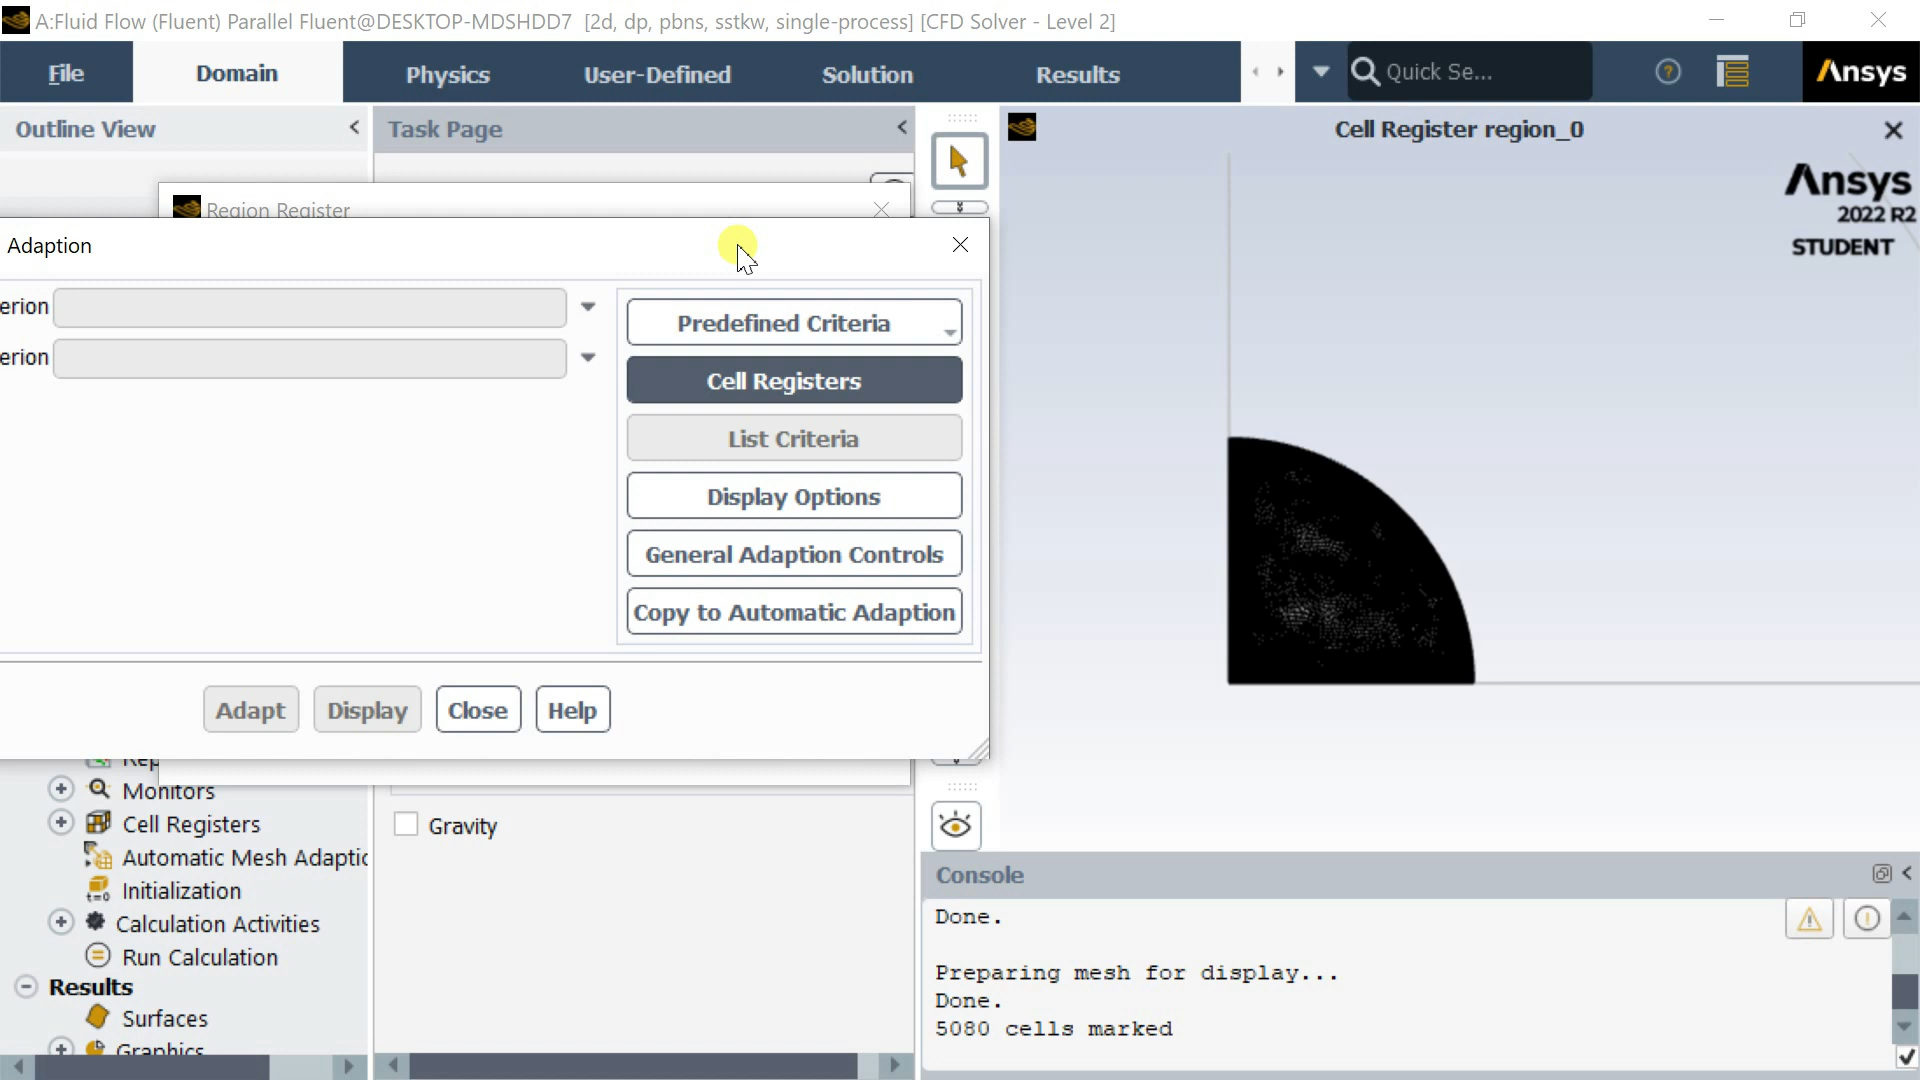 A:Fluid Flow (Fluent) Parallel Fluent@DESKTOP-MDSHDD7 [2d, dp, pbns, sstkw, single-process] [CFD Solver - Level 2]
File
Domain
Physics
User-Defined
Solution
Results
Quick Se...
Ansys
Outline View
Task Page
Cell Register region_0
Ansys
2022 R2
STUDENT
Region Register
Adaption
erion
erion
Predefined Criteria
Cell Registers
List Criteria
Display Options
General Adaption Controls
Copy to Automatic Adaption
Adapt
Display
Close
Help
Rep
Monitors
Cell Registers
Automatic Mesh Adaptic
Initialization
Calculation Activities
Run Calculation
Results
Surfaces
Graphics
Gravity
Console
Done.
Preparing mesh for display...
Done.
5080 cells marked